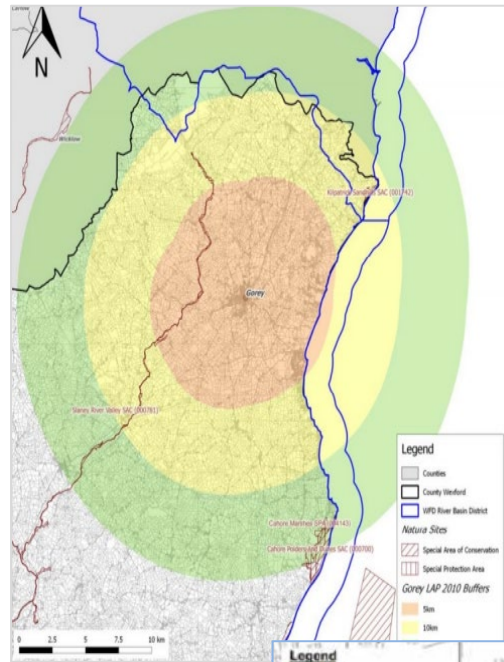 Larrow
N
Wicklow
Kilpatrick Sandhills SAC (001742)
Gorey
Slaney River Valley SAC (000781)
Cahore Marshes SPA (004143)
Cahore Polders and Dunes SAC (000700)
Legend
Counties
County Wexford
WFD River Basin District
Natura Sites
Special Area of Conservation
Special Protection Area
Gorey LAP 2010 Buffers
5km
10km
0 2.5 5 7.5 10 km
Legend